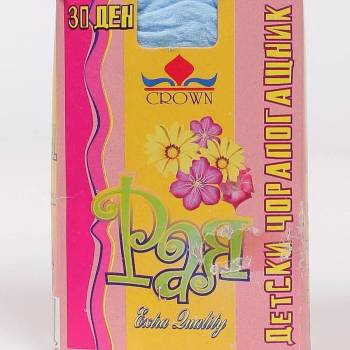 30 ДЕН
CROWN
Рая
Extra Quality
ДЕТСКИ ЧОРАПОГАЩНИК